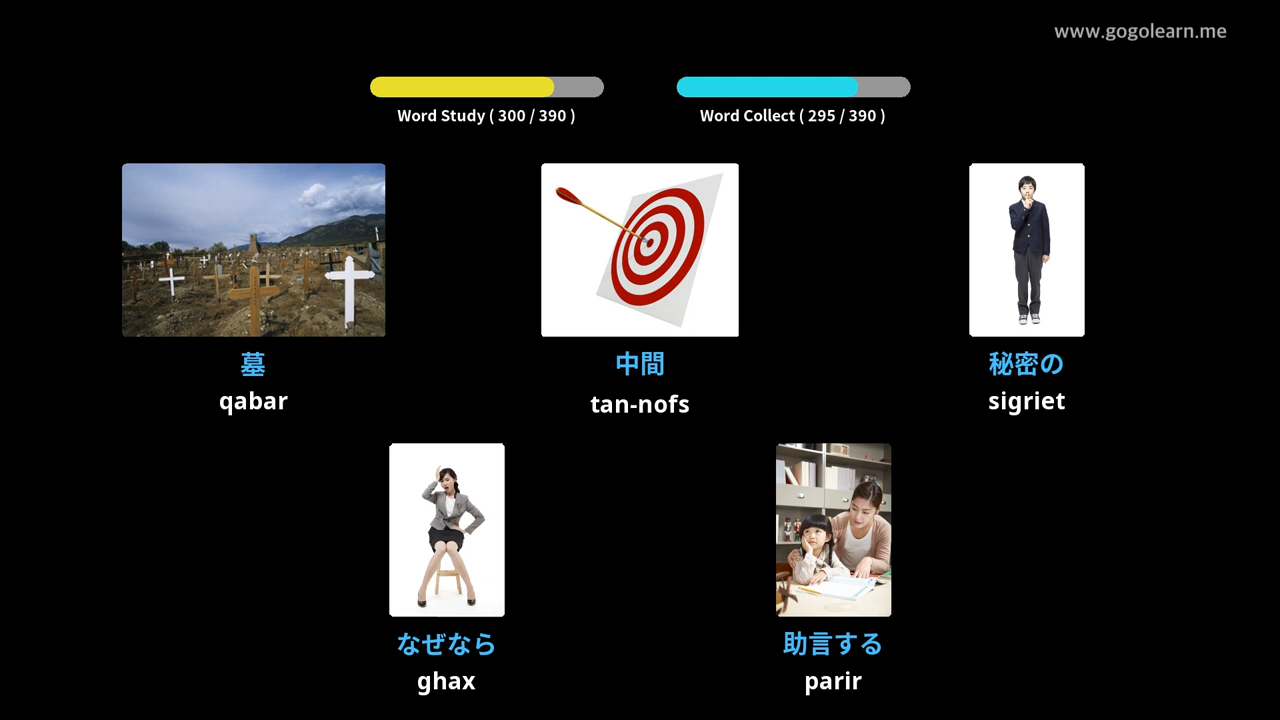 www.gogolearn.me
Word Study ( 300 / 390 )
Word Collect ( 295 / 390 )
墓
qabar
中間
tan-nofs
秘密の
sigriet
なぜなら
ghax
助言する
parir